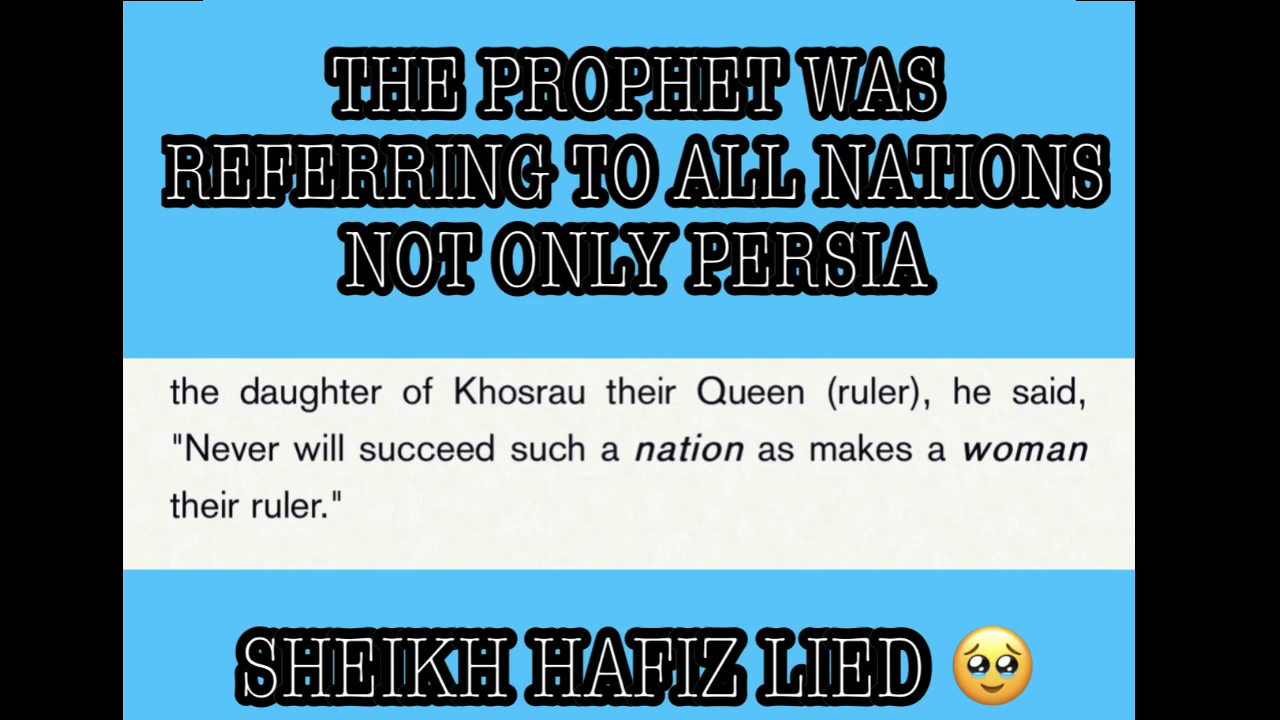 THE PROPHET WAS
REFERRING TO ALL NATIONS
NOT ONLY PERSIA
the daughter of Khosrau their Queen (ruler), he said,
"Never will succeed such a nation as makes a woman
their ruler."
SHEIKH HAFIZ LIED 🥹